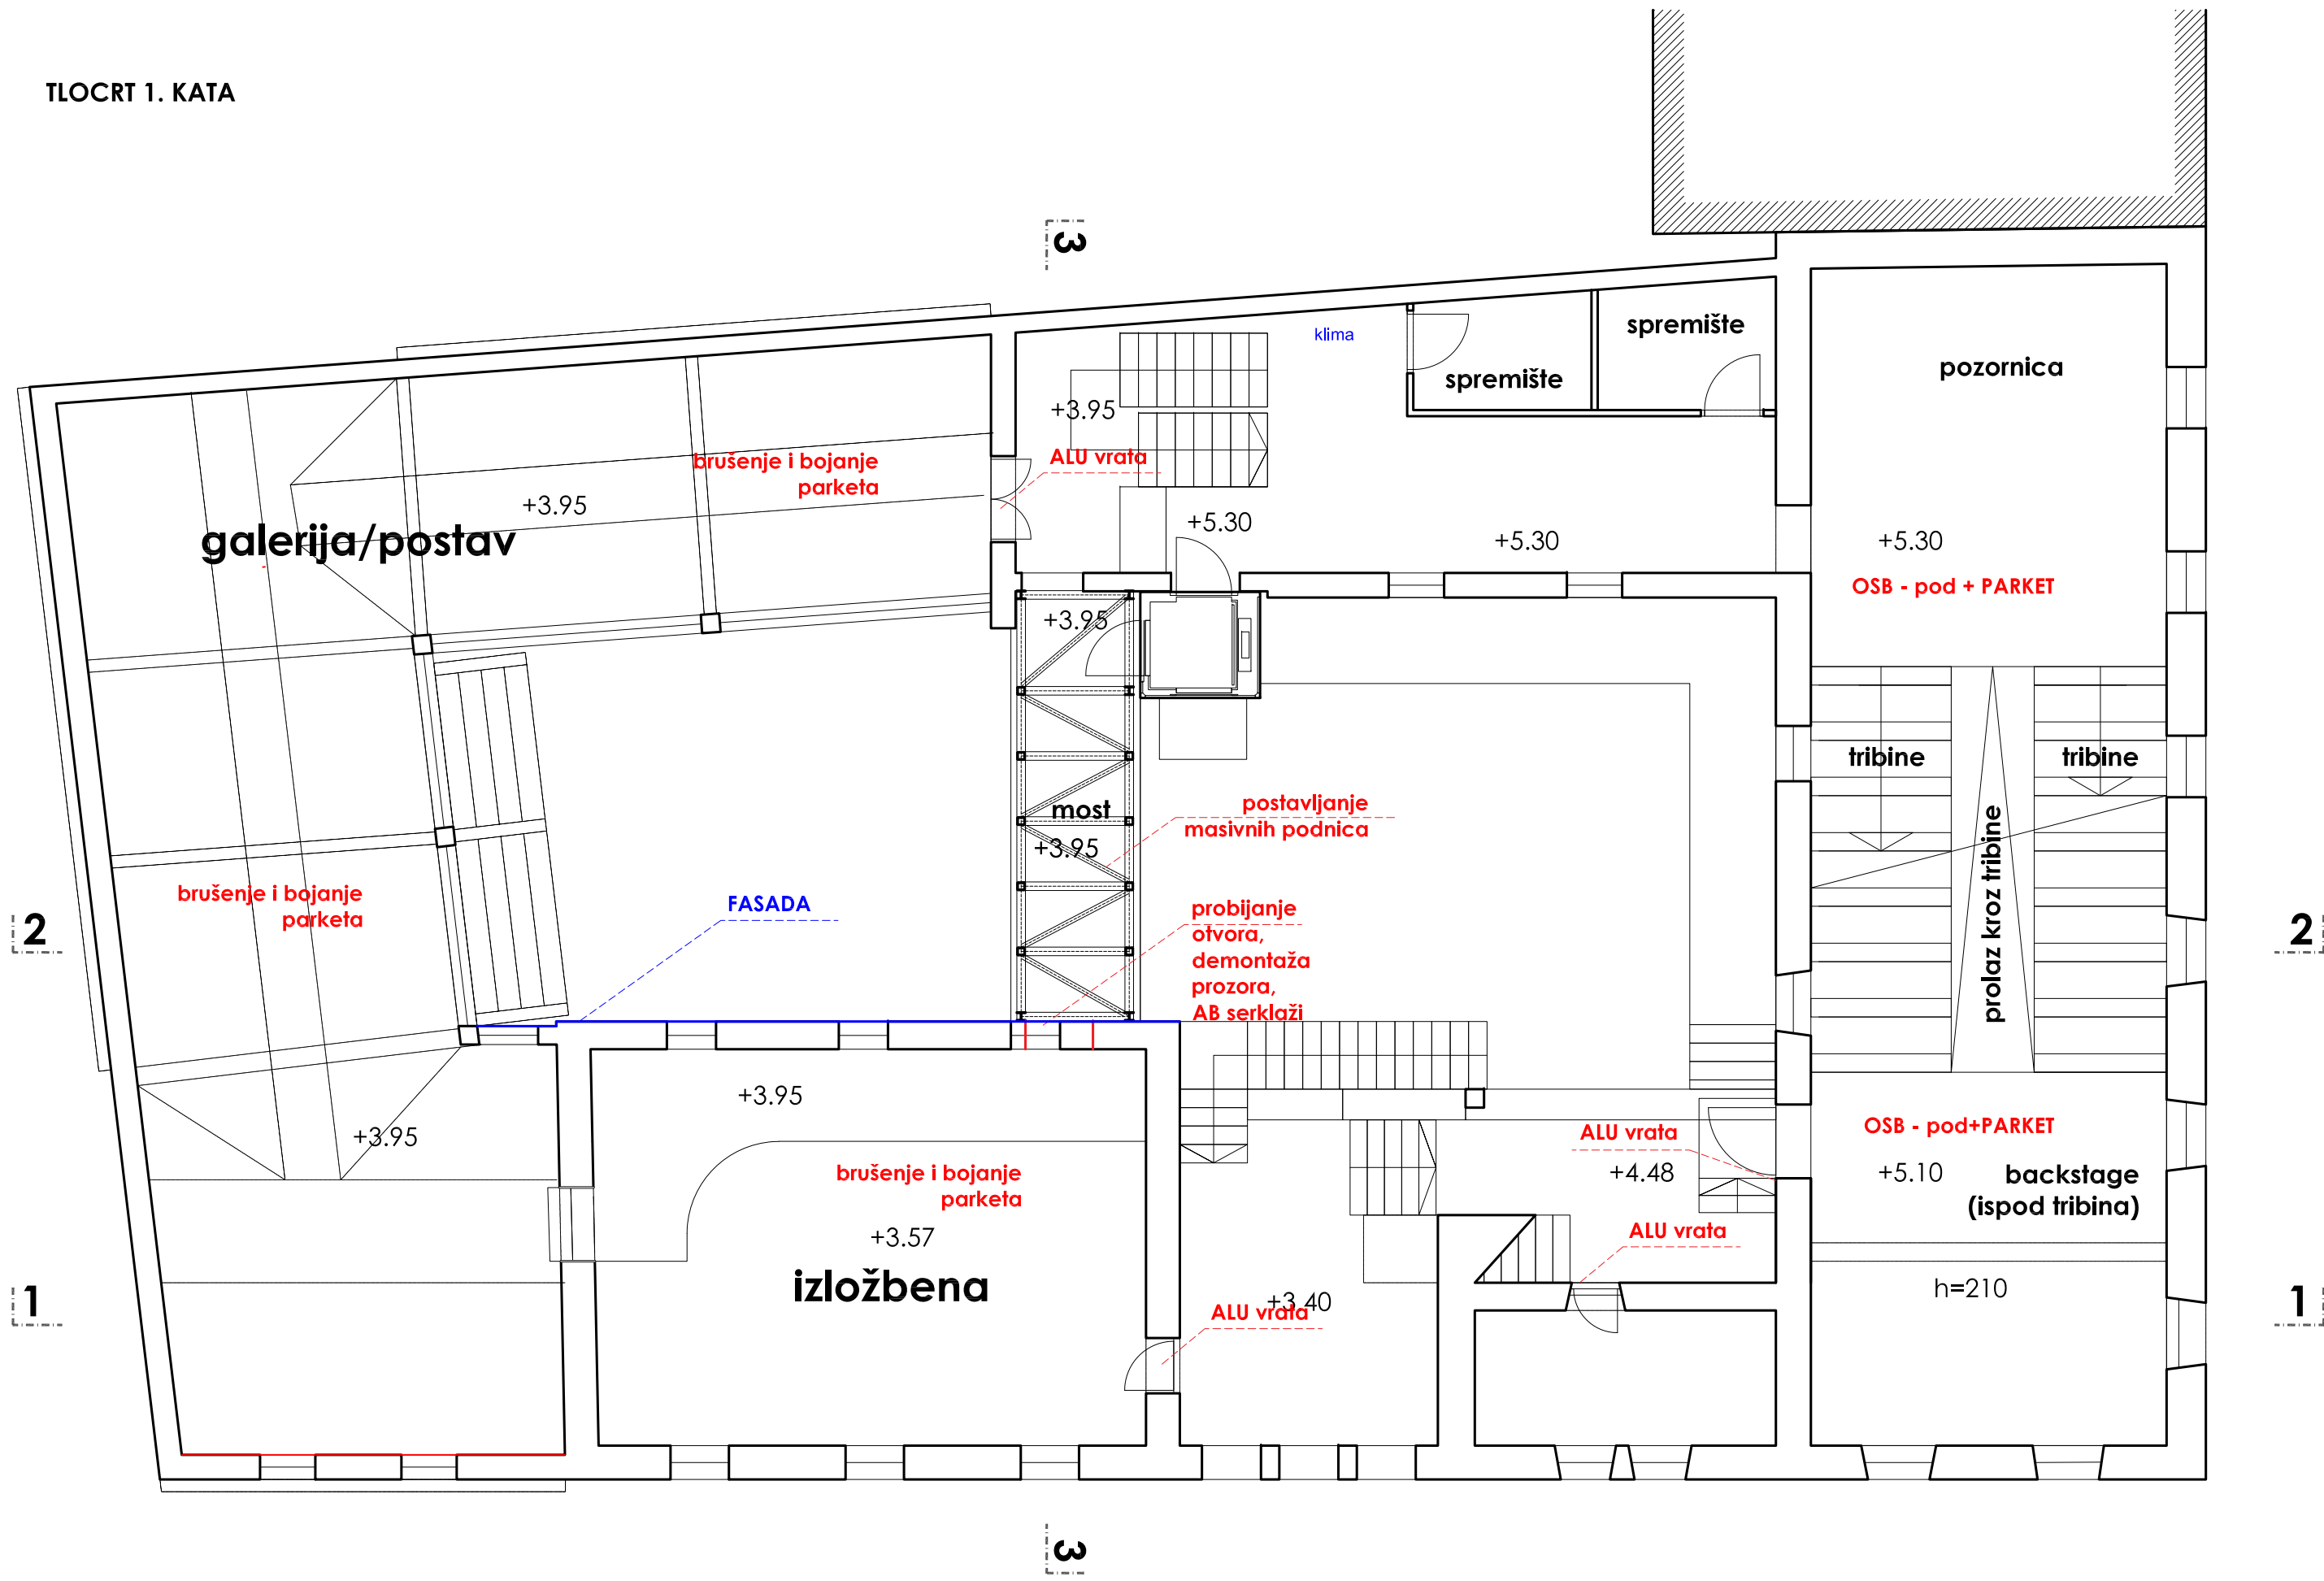 TLOCRT 1. KATA
3
klima
spremište
spremište
pozornica
+3.95
ALU vrata
brušenje i bojanje
parketa
+3.95
galerija/postav
+5.30
+5.30
+5.30
OSB - pod + PARKET
+3.95
tribine
tribine
prolaz kroz tribine
most
+3.95
postavljanje
masivnih podnica
brušenje i bojanje
parketa
FASADA
probijanje
otvora,
demontaža
prozora,
AB serklaži
2
2
+3.95
+3.95
brušenje i bojanje
parketa
+3.57
izložbena
ALU vrata
+4.48
ALU vrata
OSB - pod+PARKET
+5.10
backstage
(ispod tribina)
h=210
+3.40
ALU vrata
1
1
3